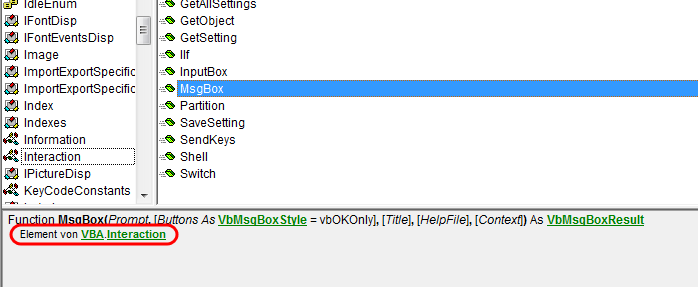 IdleEnum
IFontDisp
IFontEventsDisp
Image
ImportExportSpecific
ImportExportSpecific
Index
Indexes
Information
Interaction
IPictureDisp
KeyCodeConstants
GetAllSettings
GetObject
GetSetting
IIf
InputBox
MsgBox
Partition
SaveSetting
SendKeys
Shell
Switch
Function MsgBox(Prompt, [Buttons As VbMsgBoxStyle = vbOKOnly], [Title], [HelpFile], [Context]) As VbMsgBoxResult
Element von VBA.Interaction